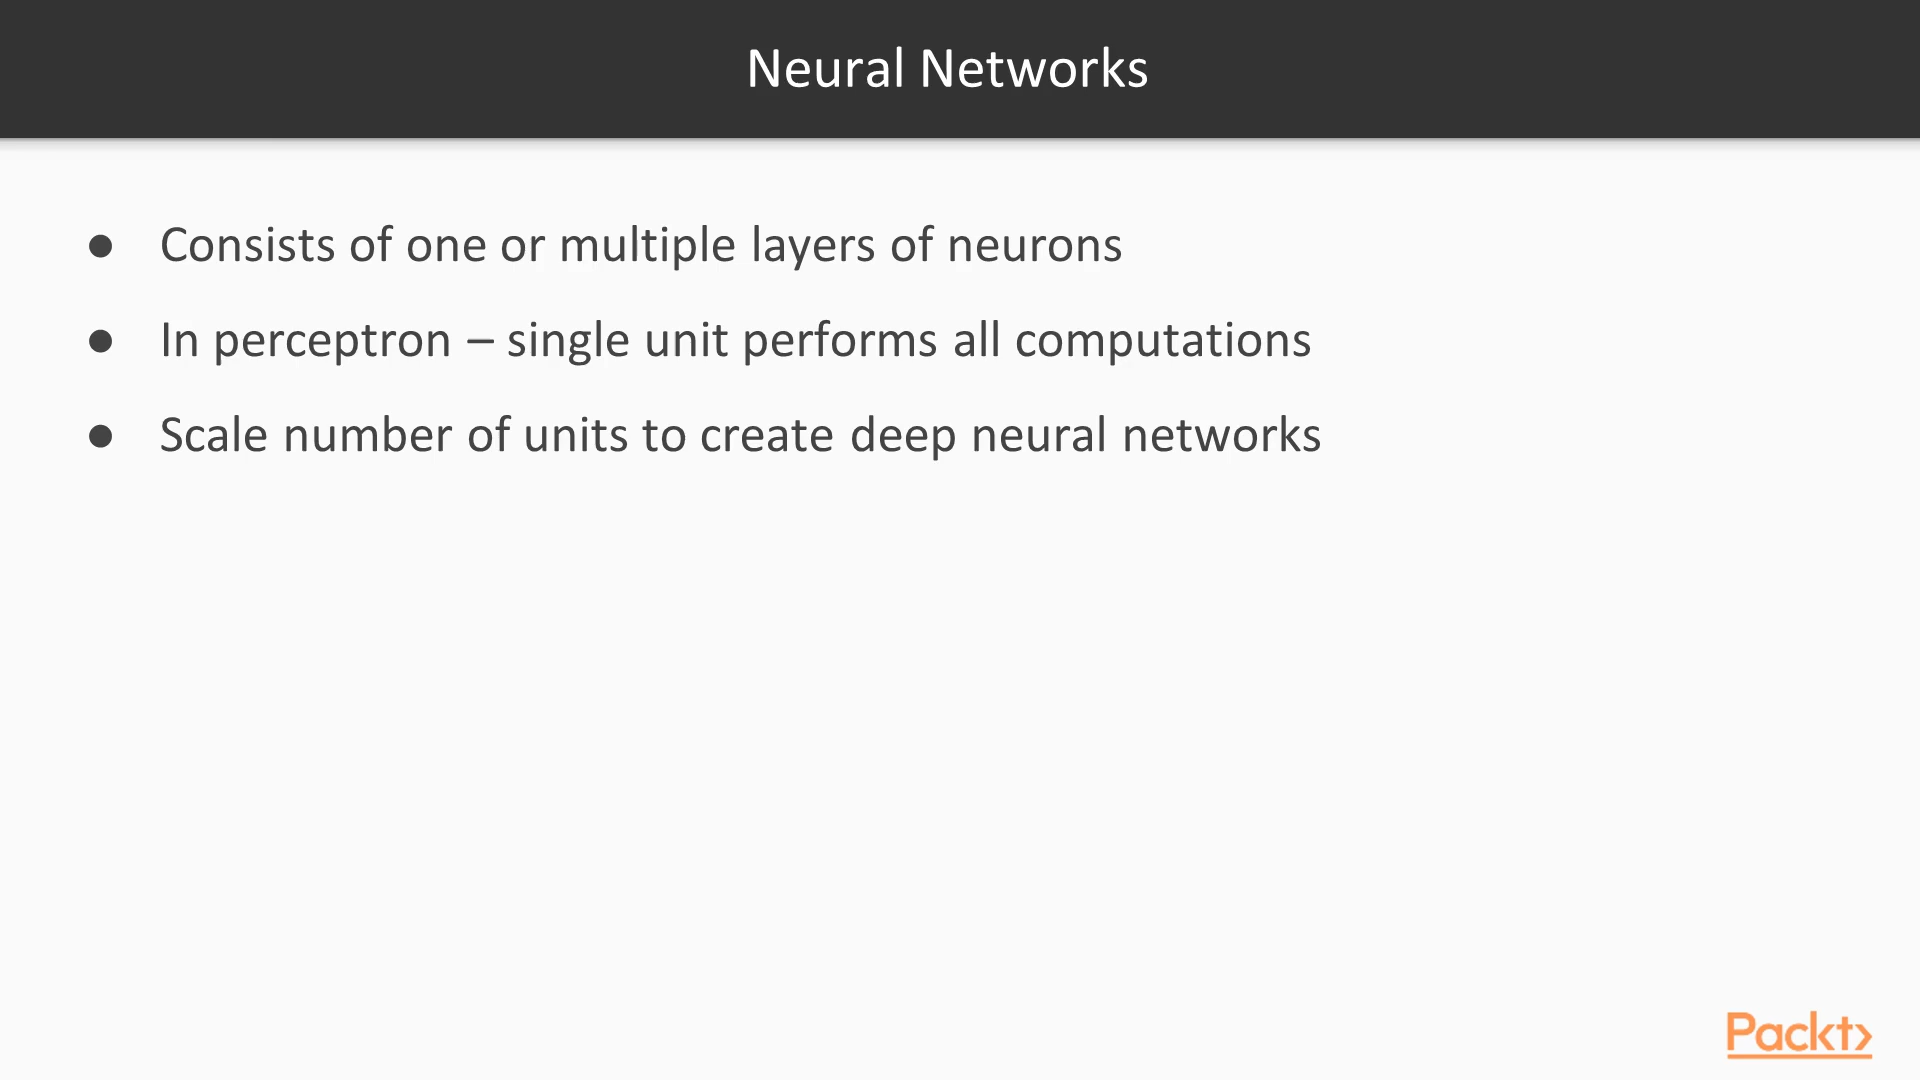 Neural Networks
● Consists of one or multiple layers of neurons
● In perceptron – single unit performs all computations
● Scale number of units to create deep neural networks
Packt>